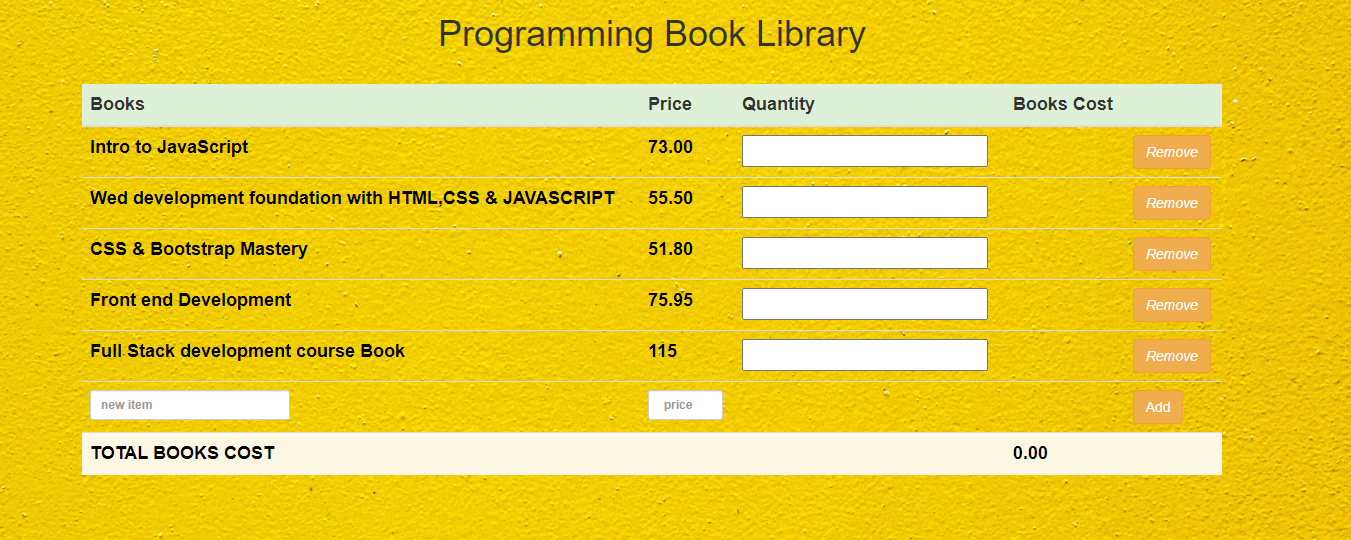 Programming Book Library
Books Price Quantity Books Cost
Intro to JavaScript 73.00 Remove
Wed development foundation with HTML,CSS & JAVASCRIPT 55.50 Remove
CSS & Bootstrap Mastery 51.80 Remove
Front end Development 75.95 Remove
Full Stack development course Book 115 Remove
new item price Add
TOTAL BOOKS COST 0.00